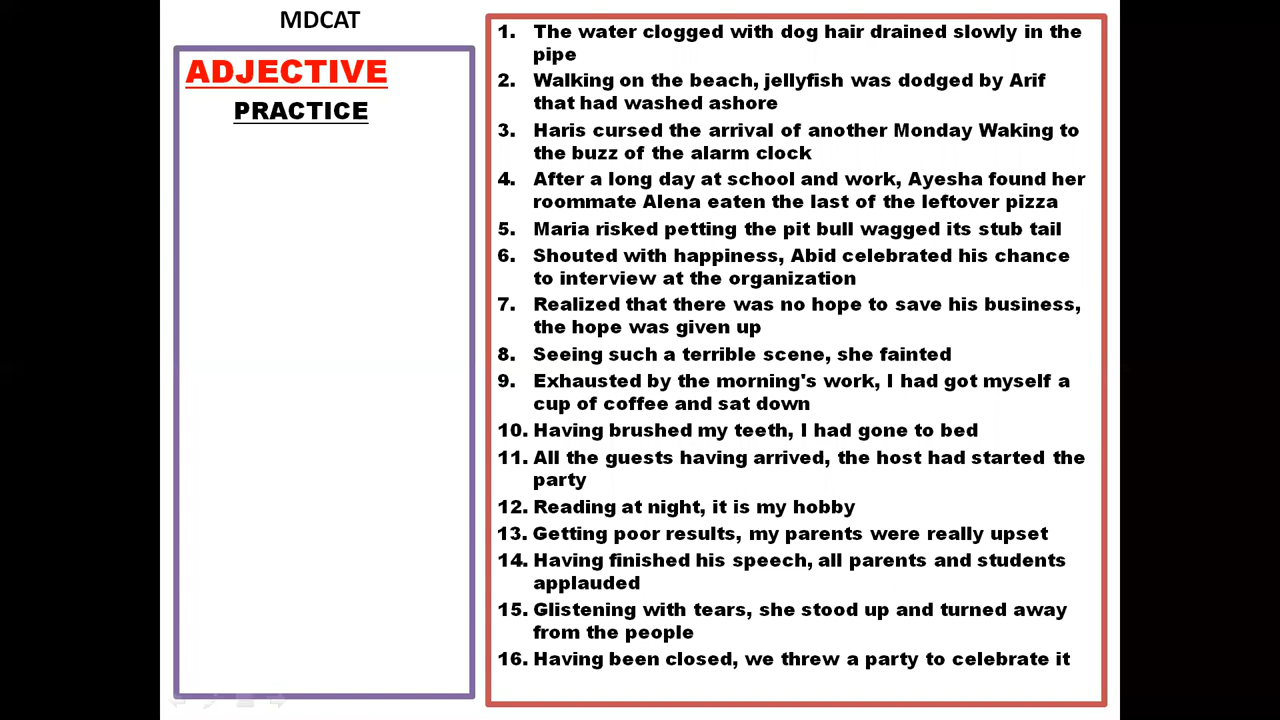 MDCAT
ADJECTIVE
PRACTICE
1. The water clogged with dog hair drained slowly in the
pipe
2. Walking on the beach, jellyfish was dodged by Arif
that had washed ashore
3. Haris cursed the arrival of another Monday Waking to
the buzz of the alarm clock
4. After a long day at school and work, Ayesha found her
roommate Alena eaten the last of the leftover pizza
5. Maria risked petting the pit bull wagged its stub tail
6. Shouted with happiness, Abid celebrated his chance
to interview at the organization
7. Realized that there was no hope to save his business,
the hope was given up
8. Seeing such a terrible scene, she fainted
9. Exhausted by the morning's work, I had got myself a
cup of coffee and sat down
10. Having brushed my teeth, I had gone to bed
11. All the guests having arrived, the host had started the
party
12. Reading at night, it is my hobby
13. Getting poor results, my parents were really upset
14. Having finished his speech, all parents and students
applauded
15. Glistening with tears, she stood up and turned away
from the people
16. Having been closed, we threw a party to celebrate it